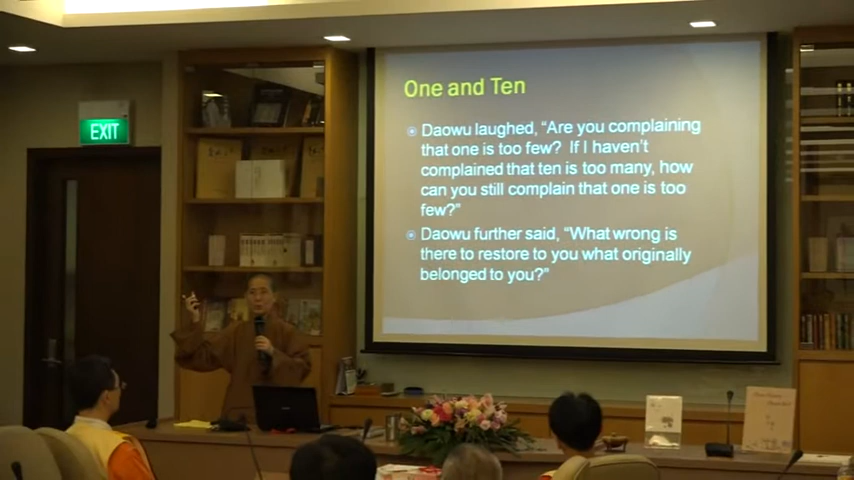 EXIT
One and Ten
Daowu laughed, “Are you complaining
that one is too few?  If I haven’t
complained that ten is too many, how
can you still complain that one is too
few?”
Daowu further said, “What wrong is
there to restore to you what originally
belonged to you?”